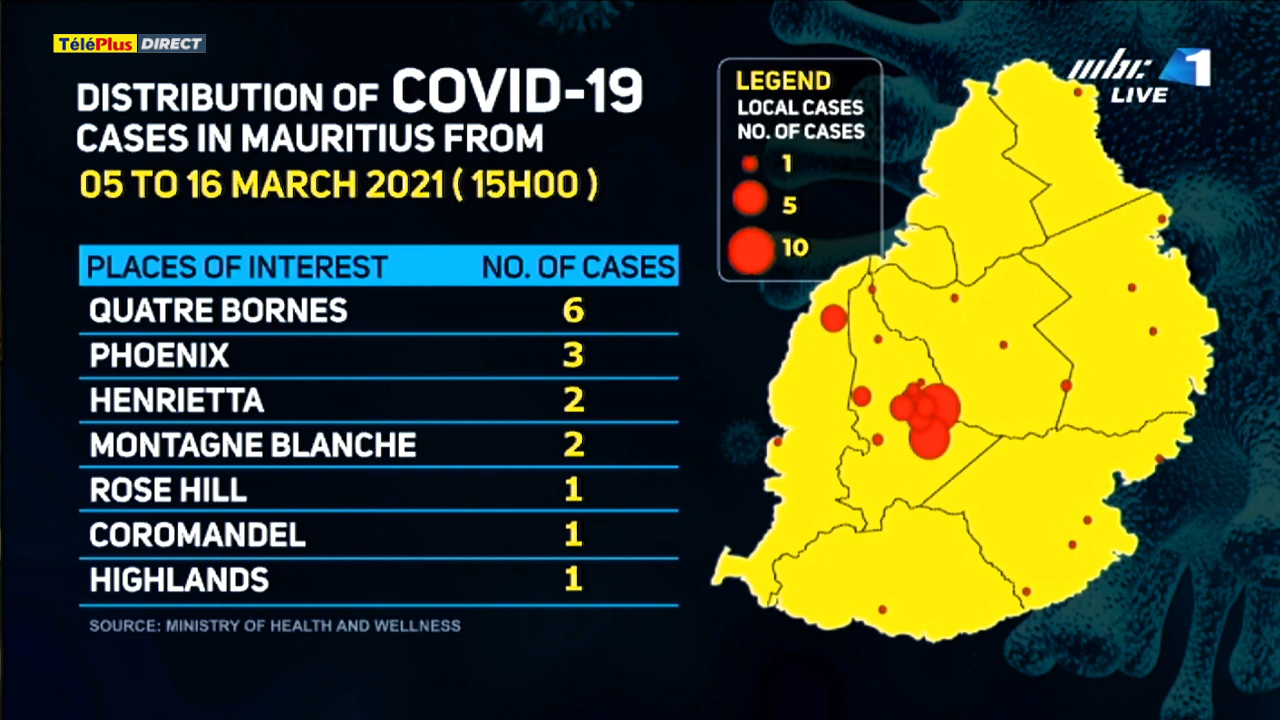 TéléPlus DIRECT
DISTRIBUTION OF COVID-19
CASES IN MAURITIUS FROM
05 TO 16 MARCH 2021 ( 15H00 )
PLACES OF INTEREST NO. OF CASES
QUATRE BORNES 6
PHOENIX 3
HENRIETTA 2
MONTAGNE BLANCHE 2
ROSE HILL 1
COROMANDEL 1
HIGHLANDS 1
SOURCE: MINISTRY OF HEALTH AND WELLNESS
LEGEND
LOCAL CASES
NO. OF CASES
1
5
10
mbc 1
LIVE